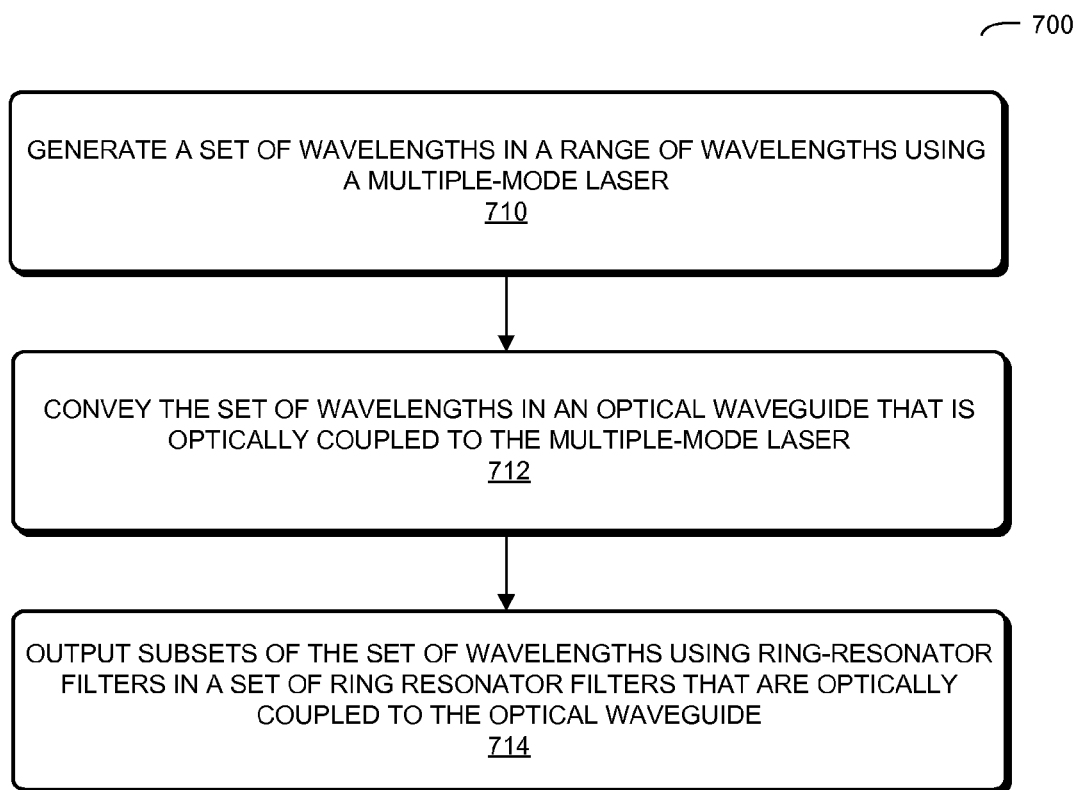 700
GENERATE A SET OF WAVELENGTHS IN A RANGE OF WAVELENGTHS USING
A MULTIPLE-MODE LASER
710
CONVEY THE SET OF WAVELENGTHS IN AN OPTICAL WAVEGUIDE THAT IS
OPTICALLY COUPLED TO THE MULTIPLE-MODE LASER
712
OUTPUT SUBSETS OF THE SET OF WAVELENGTHS USING RING-RESONATOR
FILTERS IN A SET OF RING RESONATOR FILTERS THAT ARE OPTICALLY
COUPLED TO THE OPTICAL WAVEGUIDE
714